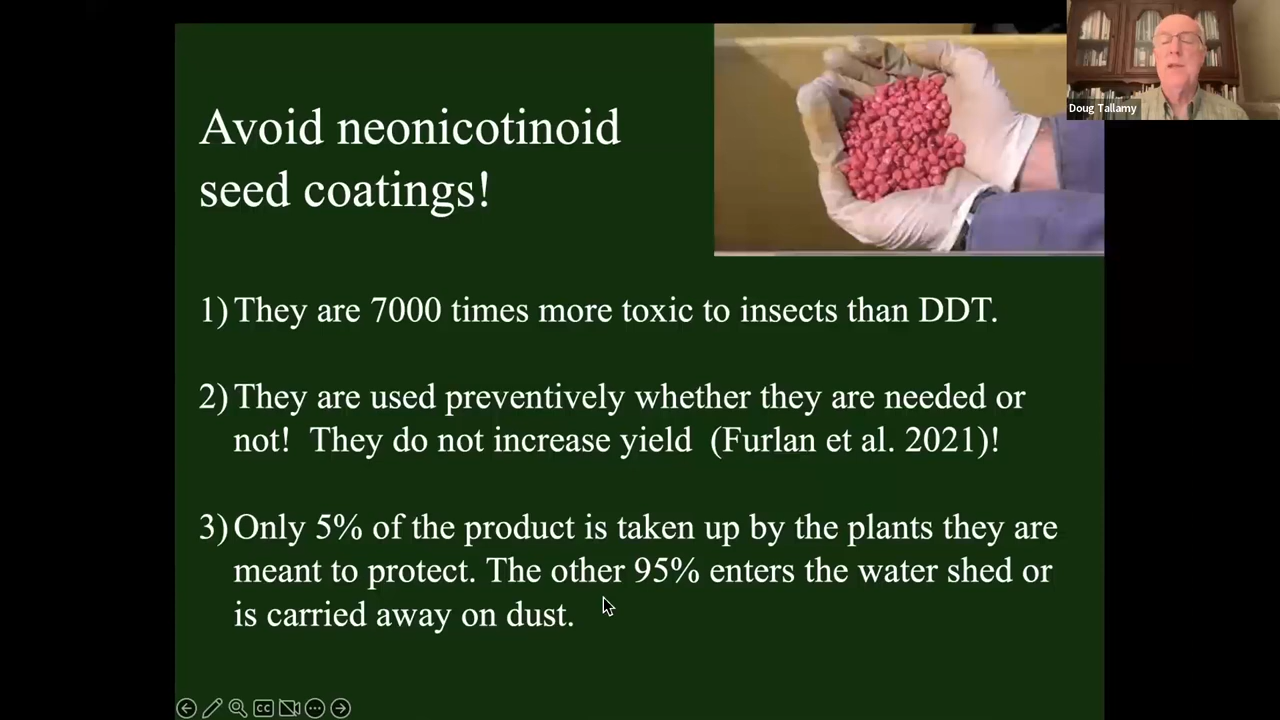 Doug Tallamy
Avoid neonicotinoid
seed coatings!
1) They are 7000 times more toxic to insects than DDT.
2) They are used preventively whether they are needed or
not!  They do not increase yield  (Furlan et al. 2021)!
3) Only 5% of the product is taken up by the plants they are
meant to protect. The other 95% enters the water shed or
is carried away on dust.
CC